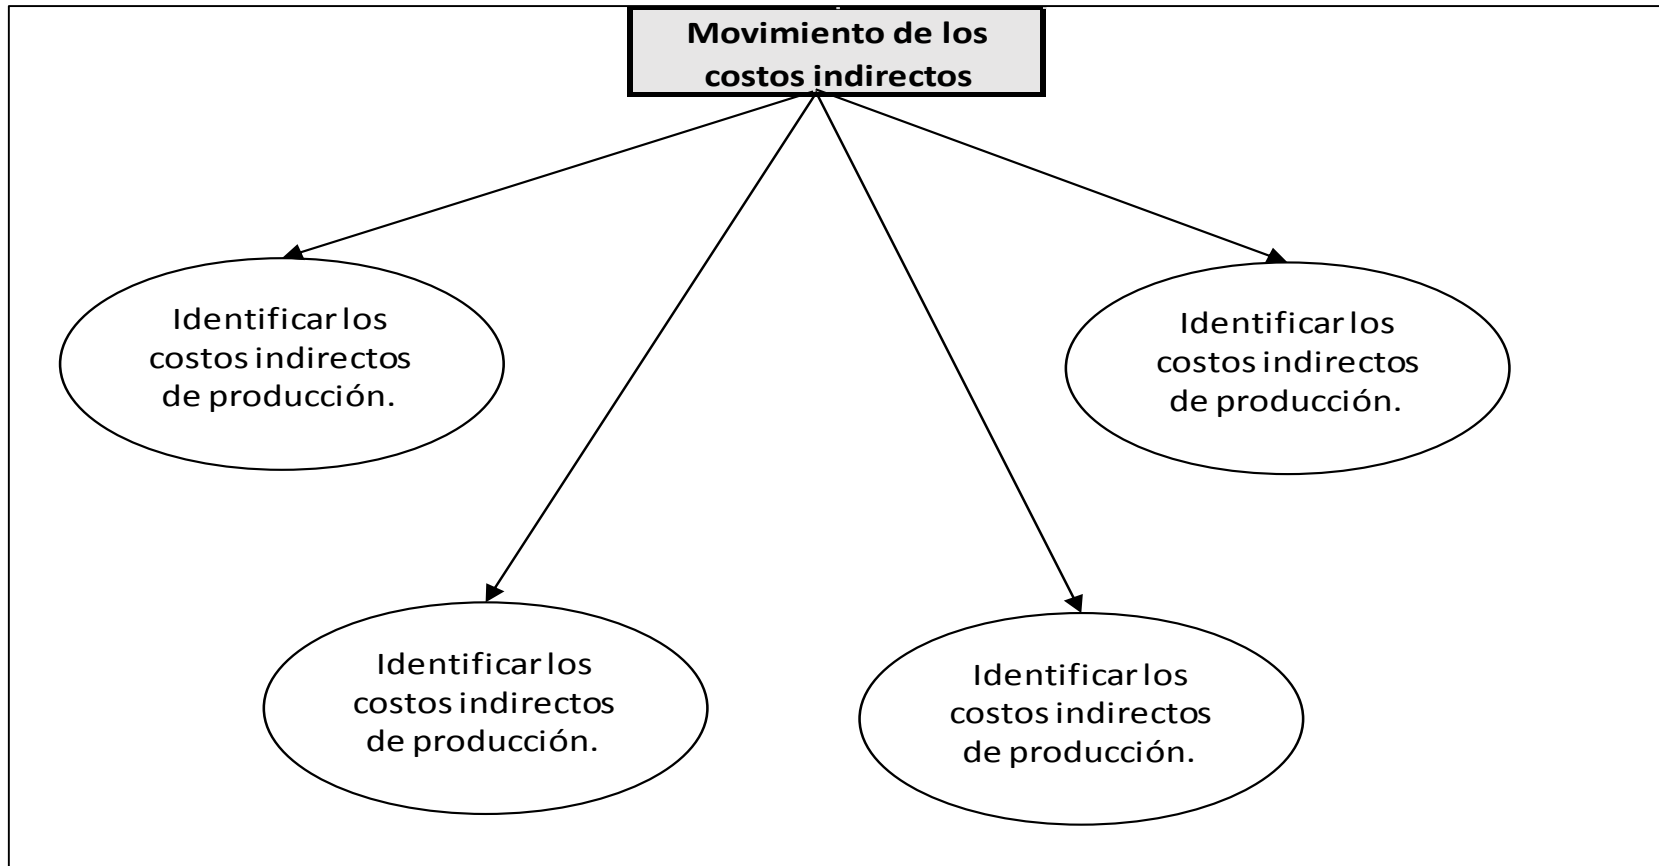 Movimiento de los
costos indirectos
Identificar los
costos indirectos
de producción.
Identificar los
costos indirectos
de producción.
Identificar los
costos indirectos
de producción.
Identificar los
costos indirectos
de producción.